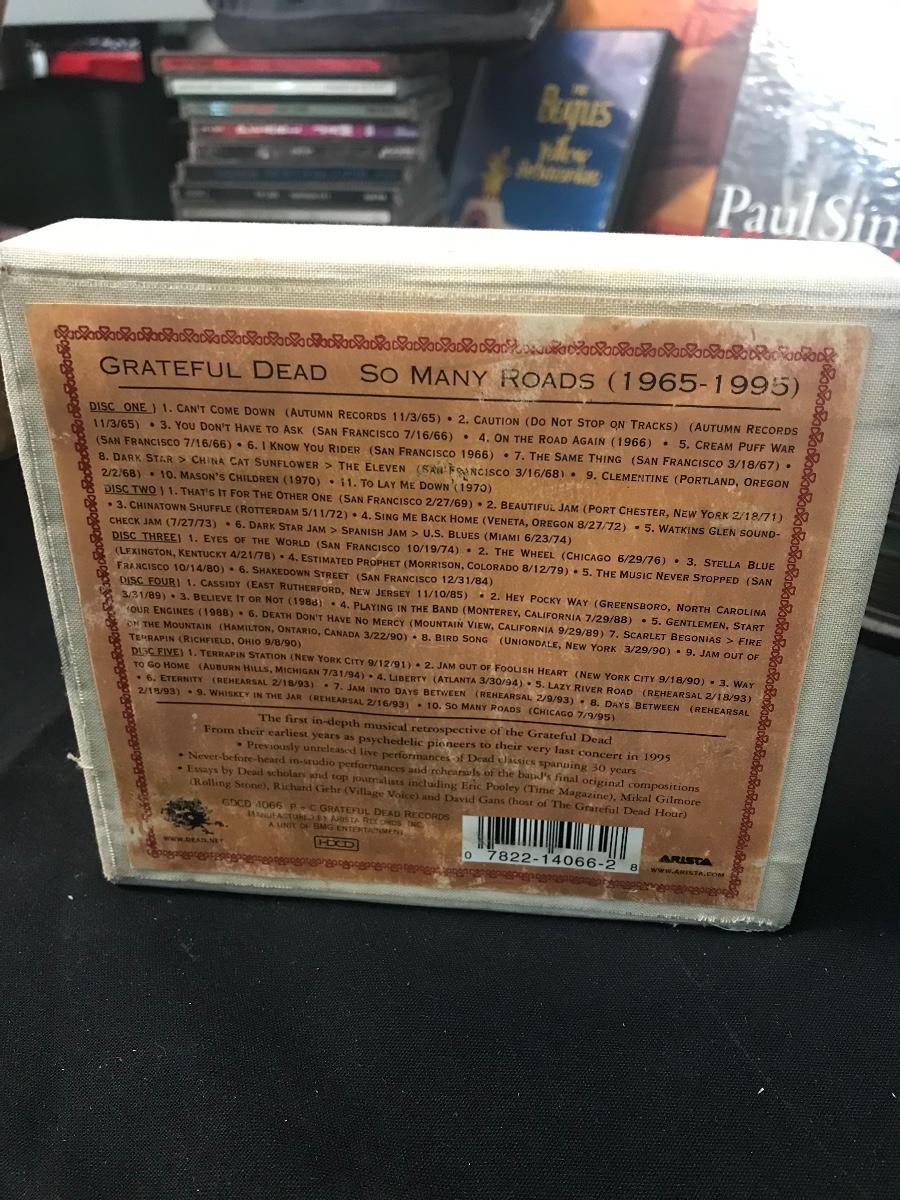 THE
BEATLES
Yellow
Submarine
Paul Sim
GRATEFUL DEAD SO MANY ROADS (1965-1995)
DISC ONE] 1. CAN'T COME DOWN (AUTUMN RECORDS 11/3/65) • 2. CAUTION (DO NOT STOP ON TRACKS) (AUTUMN RECORDS
11/3/65) • 3. YOU DON'T HAVE TO ASK (SAN FRANCISCO 7/16/66) • 4. ON THE ROAD AGAIN (1966) • 5. CREAM PUFF WAR
(SAN FRANCISCO 7/16/66) • 6. I KNOW YOU RIDER (SAN FRANCISCO 1966) • 7. THE SAME THING (SAN FRANCISCO 3/18/67) •
8. DARK STAR > CHINA CAT SUNFLOWER > THE ELEVEN (SAN FRANCISCO 3/16/68) • 9. CLEMENTINE (PORTLAND, OREGON
2/2/68) • 10. MASON'S CHILDREN (1970) • 11. TO LAY ME DOWN (1970)
DISC TWO] 1. THAT'S IT FOR THE OTHER ONE (SAN FRANCISCO 2/27/69) • 2. BEAUTIFUL JAM (PORT CHESTER, NEW YORK 2/18/71)
• 3. CHINATOWN SHUFFLE (ROTTERDAM 5/11/72) • 4. SING ME BACK HOME (VENETA, OREGON 8/27/72) • 5. WATKINS GLEN SOUND-
CHECK JAM (7/27/73) • 6. DARK STAR JAM > SPANISH JAM > U.S. BLUES (MIAMI 6/23/74)
DISC THREE] 1. EYES OF THE WORLD (SAN FRANCISCO 10/19/74) • 2. THE WHEEL (CHICAGO 6/29/76) • 3. STELLA BLUE
(LEXINGTON, KENTUCKY 4/21/78) • 4. ESTIMATED PROPHET (MORRISON, COLORADO 8/12/79) • 5. THE MUSIC NEVER STOPPED (SAN
FRANCISCO 10/14/80) • 6. SHAKEDOWN STREET (SAN FRANCISCO 12/31/84)
DISC FOUR] 1. CASSIDY (EAST RUTHERFORD, NEW JERSEY 11/10/85) • 2. HEY POCKY WAY (GREENSBORO, NORTH CAROLINA
3/31/89) • 3. BELIEVE IT OR NOT (1988) • 4. PLAYING IN THE BAND (MONTEREY, CALIFORNIA 7/29/88) • 5. GENTLEMEN, START
YOUR ENGINES (1988) • 6. DEATH DON'T HAVE NO MERCY (MOUNTAIN VIEW, CALIFORNIA 9/29/89) 7. SCARLET BEGONIAS > FIRE
ON THE MOUNTAIN (HAMILTON, ONTARIO, CANADA 3/22/90) • 8. BIRD SONG (UNIONDALE, NEW YORK 3/29/90) • 9. JAM OUT OF
TERRAPIN (RICHFIELD, OHIO 9/8/90)
DISC FIVE] 1. TERRAPIN STATION (NEW YORK CITY 9/12/91) • 2. JAM OUT OF FOOLISH HEART (NEW YORK CITY 9/18/90) • 3. WAY
TO GO HOME (AUBURN HILLS, MICHIGAN 7/31/94) • 4. LIBERTY (ATLANTA 3/30/94) • 5. LAZY RIVER ROAD (REHEARSAL 2/18/93)
• 6. ETERNITY (REHEARSAL 2/18/93) • 7. JAM INTO DAYS BETWEEN (REHEARSAL 2/9/93) • 8. DAYS BETWEEN (REHEARSAL
2/18/93) • 9. WHISKEY IN THE JAR (REHEARSAL 2/16/93) • 10. SO MANY ROADS (CHICAGO 7/9/95)
The first in-depth musical retrospective of the Grateful Dead
From their earliest years as psychedelic pioneers to their very last concert in 1995
• Previously unreleased live performances of Dead classics spanning 30 years
• Never-before-heard in-studio performances and rehearsals of the band's final original compositions
• Essays by Dead scholars and top journalists including Eric Pooley (Time Magazine), Mikal Gilmore
(Rolling Stone), Richard Gehr (Village Voice) and David Gans (host of The Grateful Dead Hour)
GDCD 4066 P + C GRATEFUL DEAD RECORDS
MANUFACTURED BY ARISTA RECORDS, INC.
A UNIT OF BMG ENTERTAINMENT
WWW.DEAD.NET
HDCD
0 7822-14066-2 8
ARISTA
WWW.ARISTA.COM